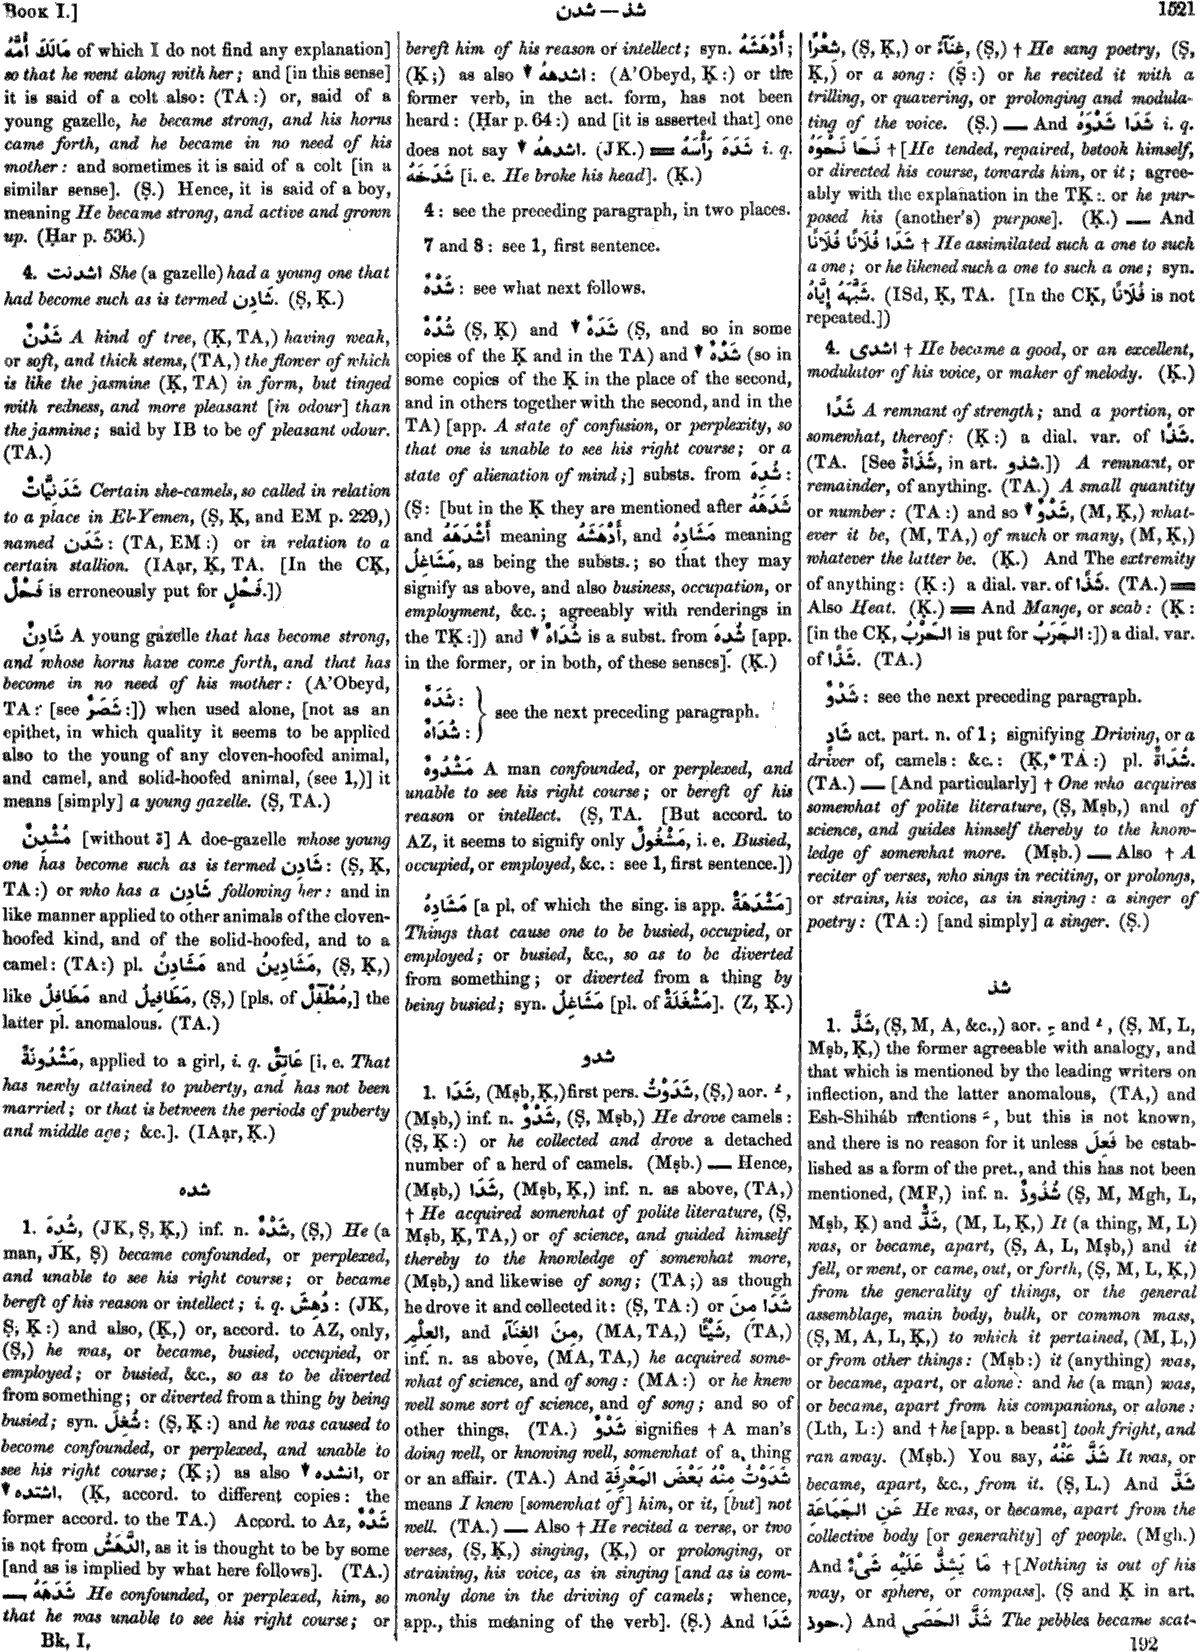 Book I.]
شذ — شدن
1521
مَالَكَ أُمَّهُ of which I do not find any explanation]
so that he went along with her; and [in this sense]
it is said of a colt also: (TA:) or, said of a
young gazelle, he became strong, and his horns
came forth, and he became in no need of his
mother: and sometimes it is said of a colt [in a
similar sense]. (Ṣ.) Hence, it is said of a boy,
meaning He became strong, and active and grown
up. (Ḥar p. 536.)
4. اشدنت She (a gazelle) had a young one that
had become such as is termed شَادِن. (Ṣ, Ḳ.)
شَدْنٌ A kind of tree, (Ḳ, TA,) having weak,
or soft, and thick stems, (TA,) the flower of which
is like the jasmine (Ḳ, TA) in form, but tinged
with redness, and more pleasant [in odour] than
the jasmine; said by IB to be of pleasant odour.
(TA.)
شَدَنِيَّاتٌ Certain she-camels, so called in relation
to a place in El-Yemen, (Ṣ, Ḳ, and EM p. 229,)
named شَدَن: (TA, EM:) or in relation to a
certain stallion. (IAạr, Ḳ, TA. [In the CḲ,
فَحْلٌ is erroneously put for فَحْلٍ.])
شَادِنٌ A young gazelle that has become strong,
and whose horns have come forth, and that has
become in no need of his mother: (A'Obeyd,
TA: [see شَصَرٌ:]) when used alone, [not as an
epithet, in which quality it seems to be applied
also to the young of any cloven-hoofed animal,
and camel, and solid-hoofed animal, (see 1,)] it
means [simply] a young gazelle. (Ṣ, TA.)
مُشْدِنٌ [without ة] A doe-gazelle whose young
one has become such as is termed شَادِن: (Ṣ, Ḳ,
TA:) or who has a شَادِن following her: and in
like manner applied to other animals of the cloven-
hoofed kind, and of the solid-hoofed, and to a
camel: (TA:) pl. مَشَادِنُ and مَشَادِينُ, (Ṣ, Ḳ,)
like مَطَافِلُ and مَطَافِيلُ, (Ṣ,) [pls. of مُطْفِلٌ,] the
latter pl. anomalous. (TA.)
مَشْدُونَةٌ, applied to a girl, i. q. عَاتِقٌ [i. e. That
has newly attained to puberty, and has not been
married; or that is between the periods of puberty
and middle age; &c.]. (IAạr, Ḳ.)
شده
1. شُدِهَ, (JK, Ṣ, Ḳ,) inf. n. شَدْهٌ, (Ṣ,) He (a
man, JK, Ṣ) became confounded, or perplexed,
and unable to see his right course; or became
bereft of his reason or intellect; i. q. دُهِشَ: (JK,
Ṣ, Ḳ:) and also, (Ḳ,) or, accord. to AZ, only,
(Ṣ,) he was, or became, busied, occupied, or
employed; or busied, &c., so as to be diverted
from something; or diverted from a thing by being
busied; syn. شُغِلَ: (Ṣ, Ḳ:) and he was caused to
become confounded, or perplexed, and unable to
see his right course; (Ḳ;) as also ▼ انشده, or
▼ اشتده. (Ḳ, accord. to different copies: the
former accord. to the TA.) Accord. to Az, شَدْهٌ
is not from الدَّهَشُ, as it is thought to be by some
[and as is implied by what here follows]. (TA.)
— شَدَهَهُ He confounded, or perplexed, him, so
that he was unable to see his right course; or
Bk. I.
bereft him of his reason or intellect; syn. أَدْهَشَهُ;
(Ḳ;) as also ▼ اشدههُ: (A'Obeyd, Ḳ:) or the
former verb, in the act. form, has not been
heard: (Ḥar p. 64:) and [it is asserted that] one
does not say ▼ اشدههُ. (JK.) = شَدَهَ رَأْسَهُ i. q.
شَدَخَهُ [i. e. He broke his head]. (Ḳ.)
4: see the preceding paragraph, in two places.
7 and 8: see 1, first sentence.
شَدْهٌ: see what next follows.
شُدْهٌ (Ṣ, Ḳ) and ▼ شَدَهٌ (Ṣ, and so in some
copies of the Ḳ and in the TA) and ▼ شَدْهٌ (so in
some copies of the Ḳ in the place of the second,
and in others together with the second, and in the
TA) [app. A state of confusion, or perplexity, so
that one is unable to see his right course; or a
state of alienation of mind;] substs. from شُدِهَ:
(Ṣ: [but in the Ḳ they are mentioned after شَدَهَهُ
and أَشْدَهَهُ meaning أَدْهَشَهُ, and مَشَادِهُ meaning
مَشَاغِلُ, as being the substs.; so that they may
signify as above, and also business, occupation, or
employment, &c.; agreeably with renderings in
the TḲ:]) and ▼ شُدَاهٌ is a subst. from شُدِهَ [app.
in the former, or in both, of these senses]. (Ḳ.)
شَدَهٌ:
شُدَاهٌ:
} see the next preceding paragraph.
مَشْدُوهٌ A man confounded, or perplexed, and
unable to see his right course; or bereft of his
reason or intellect. (Ṣ, TA. [But accord. to
AZ, it seems to signify only مَشْغُولٌ, i. e. Busied,
occupied, or employed, &c.: see 1, first sentence.])
مَشَادِهُ [a pl. of which the sing. is app. مَشْدَهَةٌ]
Things that cause one to be busied, occupied, or
employed; or busied, &c., so as to be diverted
from something; or diverted from a thing by
being busied; syn. مَشَاغِلُ [pl. of مَشْغَلَةٌ]. (Z, Ḳ.)
شدو
1. شَدَا, (Mṣb, Ḳ,) first pers. شَدَوْتُ, (Ṣ,) aor. ـُ,
(Mṣb,) inf. n. شَدْوٌ, (Ṣ, Mṣb,) He drove camels:
(Ṣ, Ḳ:) or he collected and drove a detached
number of a herd of camels. (Mṣb.) — Hence,
(Mṣb,) شَدَا, (Mṣb, Ḳ,) inf. n. as above, (TA,)
† He acquired somewhat of polite literature, (Ṣ,
Mṣb, Ḳ, TA,) or of science, and guided himself
thereby to the knowledge of somewhat more,
(Mṣb,) and likewise of song; (TA;) as though
he drove it and collected it: (Ṣ, TA:) or شَدَا مِنَ
العِلْمِ, and مِنَ الغِنَآءِ, (MA, TA,) شَيْئًا, (TA,)
inf. n. as above, (MA, TA,) he acquired some-
what of science, and of song: (MA:) or he knew
well some sort of science, and of song; and so of
other things. (TA.) شَدْوٌ signifies † A man's
doing well, or knowing well, somewhat of a thing
or an affair. (TA.) And شَدَوْتُ مِنْهُ بَعْضَ المَعْرِفَةِ
means I knew [somewhat of] him, or it, [but] not
well. (TA.) — Also † He recited a verse, or two
verses, (Ṣ, Ḳ,) singing, (Ḳ,) or prolonging, or
straining, his voice, as in singing [and as is com-
monly done in the driving of camels; whence,
app., this meaning of the verb]. (Ṣ.) And شَدَا
شِعْرًا, (Ṣ, Ḳ,) or غِنَآءً, (Ṣ,) † He sang poetry, (Ṣ,
Ḳ,) or a song: (Ṣ:) or he recited it with a
trilling, or quavering, or prolonging and modula-
ting of the voice. (Ṣ.) — And شَدَا شَدْوَهُ i. q.
نَحَا نَحْوَهُ † [He tended, repaired, betook himself,
or directed his course, towards him, or it; agree-
ably with the explanation in the TḲ: or he pur-
posed his (another's) purpose]. (Ḳ.) — And
شَدَا فُلَانًا فُلَانًا † He assimilated such a one to such
a one; or he likened such a one to such a one; syn.
شَبَّهَهُ إِيَّاهُ. (ISd, Ḳ, TA. [In the CḲ, فُلَانًا is not
repeated.])
4. اشدى † He became a good, or an excellent,
modulator of his voice, or maker of melody. (Ḳ.)
شَدًا A remnant of strength; and a portion, or
somewhat, thereof: (Ḳ:) a dial. var. of شَذًا.
(TA. [See شَذَاةٌ, in art. شذو.]) A remnant, or
remainder, of anything. (TA.) A small quantity
or number: (TA:) and so ▼ شَدْوٌ, (M, Ḳ,) what-
ever it be, (M, TA,) of much or many, (M, Ḳ,)
whatever the latter be. (Ḳ.) And The extremity
of anything: (Ḳ:) a dial. var. of شَذًا. (TA.) =
Also Heat. (Ḳ.) = And Mange, or scab: (Ḳ:
[in the CḲ, الحَرْبُ is put for الجَرَبُ:]) a dial. var.
of شَذًا. (TA.)
شَدْوٌ: see the next preceding paragraph.
شَادٍ act. part. n. of 1; signifying Driving, or a
driver of, camels: &c.: (Ḳ,* TA:) pl. شُدَاةٌ.
(TA.) — [And particularly] † One who acquires
somewhat of polite literature, (Ṣ, Mṣb,) and of
science, and guides himself thereby to the know-
ledge of somewhat more. (Mṣb.) — Also † A
reciter of verses, who sings in reciting, or prolongs,
or strains, his voice, as in singing: a singer of
poetry: (TA:) [and simply] a singer. (Ṣ.)
شذ
1. شَذَّ, (Ṣ, M, A, &c.,) aor. ـِ and ـُ, (Ṣ, M, L,
Mṣb, Ḳ,) the former agreeable with analogy, and
that which is mentioned by the leading writers on
inflection, and the latter anomalous, (TA,) and
Esh-Shiháb mentions ـَ, but this is not known,
and there is no reason for it unless فَعِلَ be estab-
lished as a form of the pret., and this has not been
mentioned, (MF,) inf. n. شُذُوذٌ (Ṣ, M, Mgh, L,
Mṣb, Ḳ) and شَذٌّ, (M, L, Ḳ,) It (a thing, M, L)
was, or became, apart, (Ṣ, A, L, Mṣb,) and it
fell, or went, or came, out, or forth, (Ṣ, M, L, Ḳ,)
from the generality of things, or the general
assemblage, main body, bulk, or common mass,
(Ṣ, M, A, L, Ḳ,) to which it pertained, (M, L,)
or from other things: (Mṣb:) it (anything) was,
or became, apart, or alone: and he (a man) was,
or became, apart from his companions, or alone:
(Lth, L:) and † he [app. a beast] took fright, and
ran away. (Mṣb.) You say, شَذَّ عَنْهُ It was, or
became, apart, &c., from it. (Ṣ, L.) And شَذَّ
عَنِ الجَمَاعَةِ He was, or became, apart from the
collective body [or generality] of people. (Mgh.)
And مَا يَشِذُّ عَلَيْهِ شَىْءٌ † [Nothing is out of his
way, or sphere, or compass]. (Ṣ and Ḳ in art.
حوذ.) And شَذَّ الحَصَى The pebbles became scat-
192